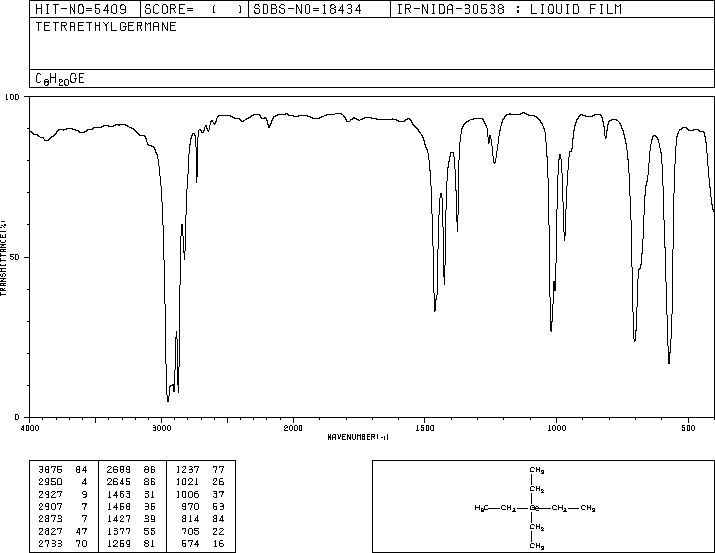 HIT-NO=5409 SCORE= ( ) SDBS-NO=18434 IR-NIDA-30538 : LIQUID FILM
TETRAETHYLGERMANE
C8H20GE
100
50
0
TRANSMITTANCE(%)
4000 3000 2000 1500 1000 500
WAVENUMBER(-1)
3875 84 2689 86 1237 77
2950 4 2645 86 1021 26
2927 9 1463 31 1006 37
2907 7 1458 36 970 53
2873 7 1427 39 814 84
2827 47 1377 55 705 22
2733 70 1259 81 574 16
CH3
CH2
H3C—CH2—Ge—CH2—CH3
CH2
CH3